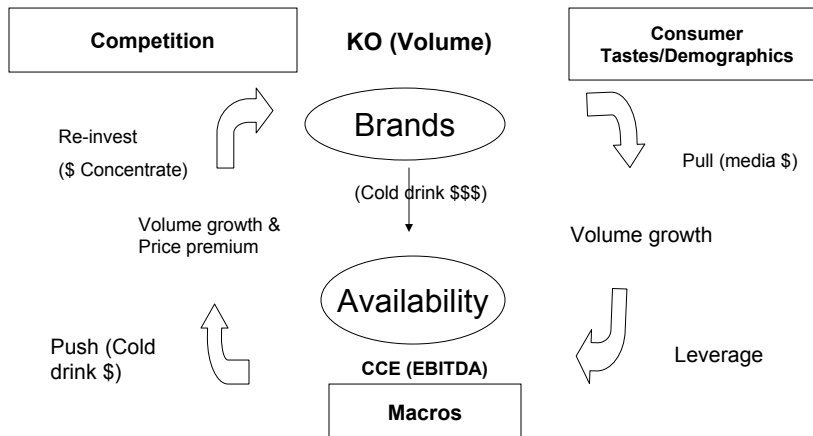 Competition
KO (Volume)
Consumer
Tastes/Demographics
Brands
Re-invest
($ Concentrate)
Pull (media $)
(Cold drink $$$)
Volume growth &
Price premium
Volume growth
Availability
Push (Cold
drink $)
Leverage
CCE (EBITDA)
Macros